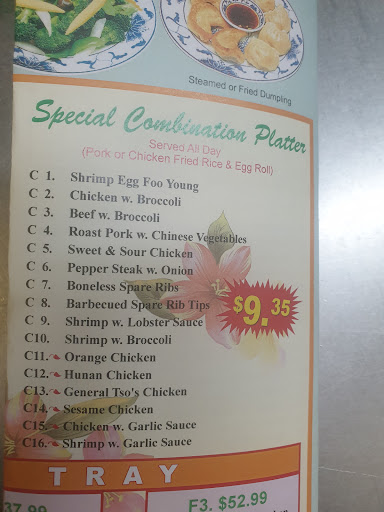 Steamed or Fried Dumpling
Special Combination Platter
Served All Day
(Pork or Chicken Fried Rice & Egg Roll)
C 1. Shrimp Egg Foo Young
C 2. Chicken w. Broccoli
C 3. Beef w. Broccoli
C 4. Roast Pork w. Chinese Vegetables
C 5. Sweet & Sour Chicken
C 6. Pepper Steak w. Onion
C 7. Boneless Spare Ribs
C 8. Barbecued Spare Rib Tips
$9.35
C 9. Shrimp w. Lobster Sauce
C10. Shrimp w. Broccoli
C11. Orange Chicken
C12. Hunan Chicken
C13. General Tso's Chicken
C14. Sesame Chicken
C15. Chicken w. Garlic Sauce
C16. Shrimp w. Garlic Sauce
TRAY
37.99 F3. $52.99